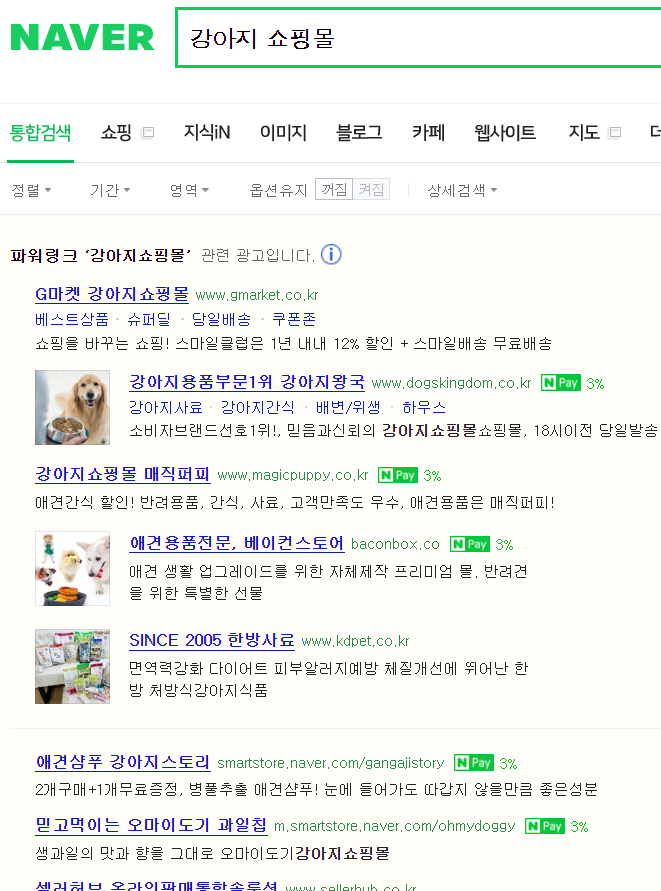 NAVER
강아지 쇼핑몰
통합검색 쇼핑 지식iN 이미지 블로그 카페 웹사이트 지도
정렬 기간 영역 옵션유지 꺼짐 켜짐 상세검색
파워링크 ‘강아지쇼핑몰’ 관련 광고입니다.
G마켓 강아지쇼핑몰 www.gmarket.co.kr
베스트상품 · 슈퍼딜 · 당일배송 · 쿠폰존
쇼핑을 바꾸는 쇼핑! 스마일클럽은 1년 내내 12% 할인 + 스마일배송 무료배송
강아지용품부문1위 강아지왕국 www.dogskingdom.co.kr N Pay 3%
강아지사료 · 강아지간식 · 배변/위생 · 하우스
소비자브랜드선호1위!, 믿음과신뢰의 강아지쇼핑몰쇼핑몰, 18시이전 당일발송
강아지쇼핑몰 매직퍼피 www.magicpuppy.co.kr N Pay 3%
애견간식 할인! 반려용품, 간식, 사료, 고객만족도 우수, 애견용품은 매직퍼피!
애견용품전문, 베이컨스토어 baconbox.co N Pay 3%
애견 생활 업그레이드를 위한 자체제작 프리미엄 몰, 반려견
을 위한 특별한 선물
SINCE 2005 한방사료 www.kdpet.co.kr
면역력강화 다이어트 피부알러지예방 체질개선에 뛰어난 한
방 처방식강아지식품
애견샴푸 강아지스토리 smartstore.naver.com/gangajistory N Pay 3%
2개구매+1개무료증정, 병풀추출 애견샴푸! 눈에 들어가도 따갑지 않을만큼 좋은성분
믿고먹이는 오마이도기 과일칩 m.smartstore.naver.com/ohmydoggy N Pay 3%
생과일의 맛과 향을 그대로 오마이도기강아지쇼핑몰
셀러허브 온라인판매통합솔루션 www.sellerhub.co.kr